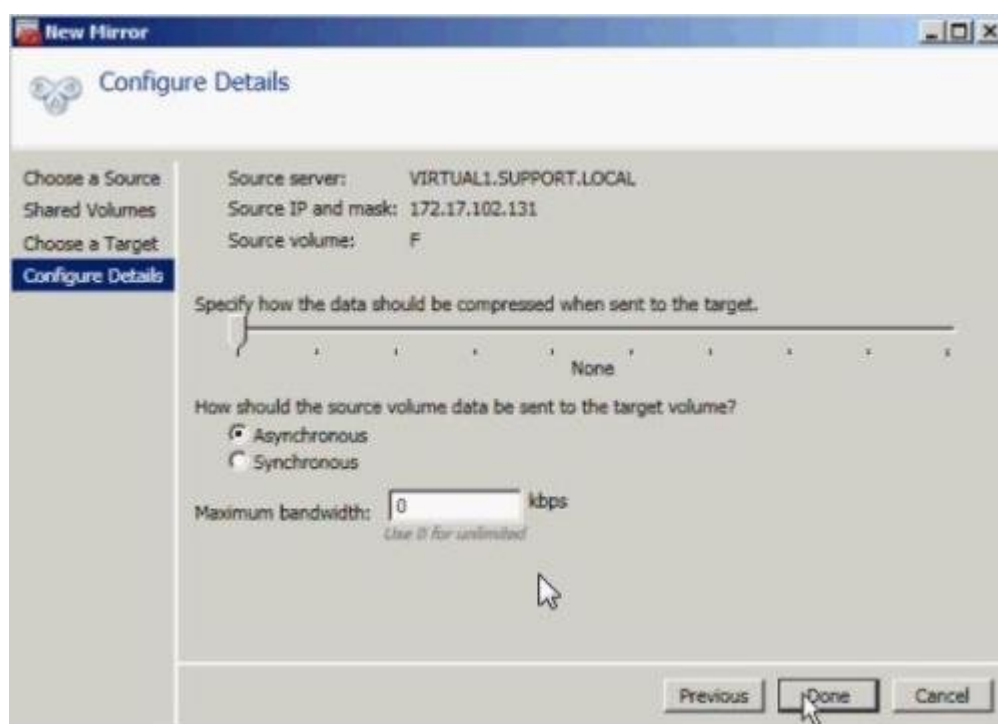 New Mirror
Configure Details
Choose a Source
Shared Volumes
Choose a Target
Configure Details
Source server: VIRTUAL1.SUPPORT.LOCAL
Source IP and mask: 172.17.102.131
Source volume: F
Specify how the data should be compressed when sent to the target.
None
How should the source volume data be sent to the target volume?
Asynchronous
Synchronous
Maximum bandwidth: 0 kbps
Use 0 for unlimited
Previous Done Cancel